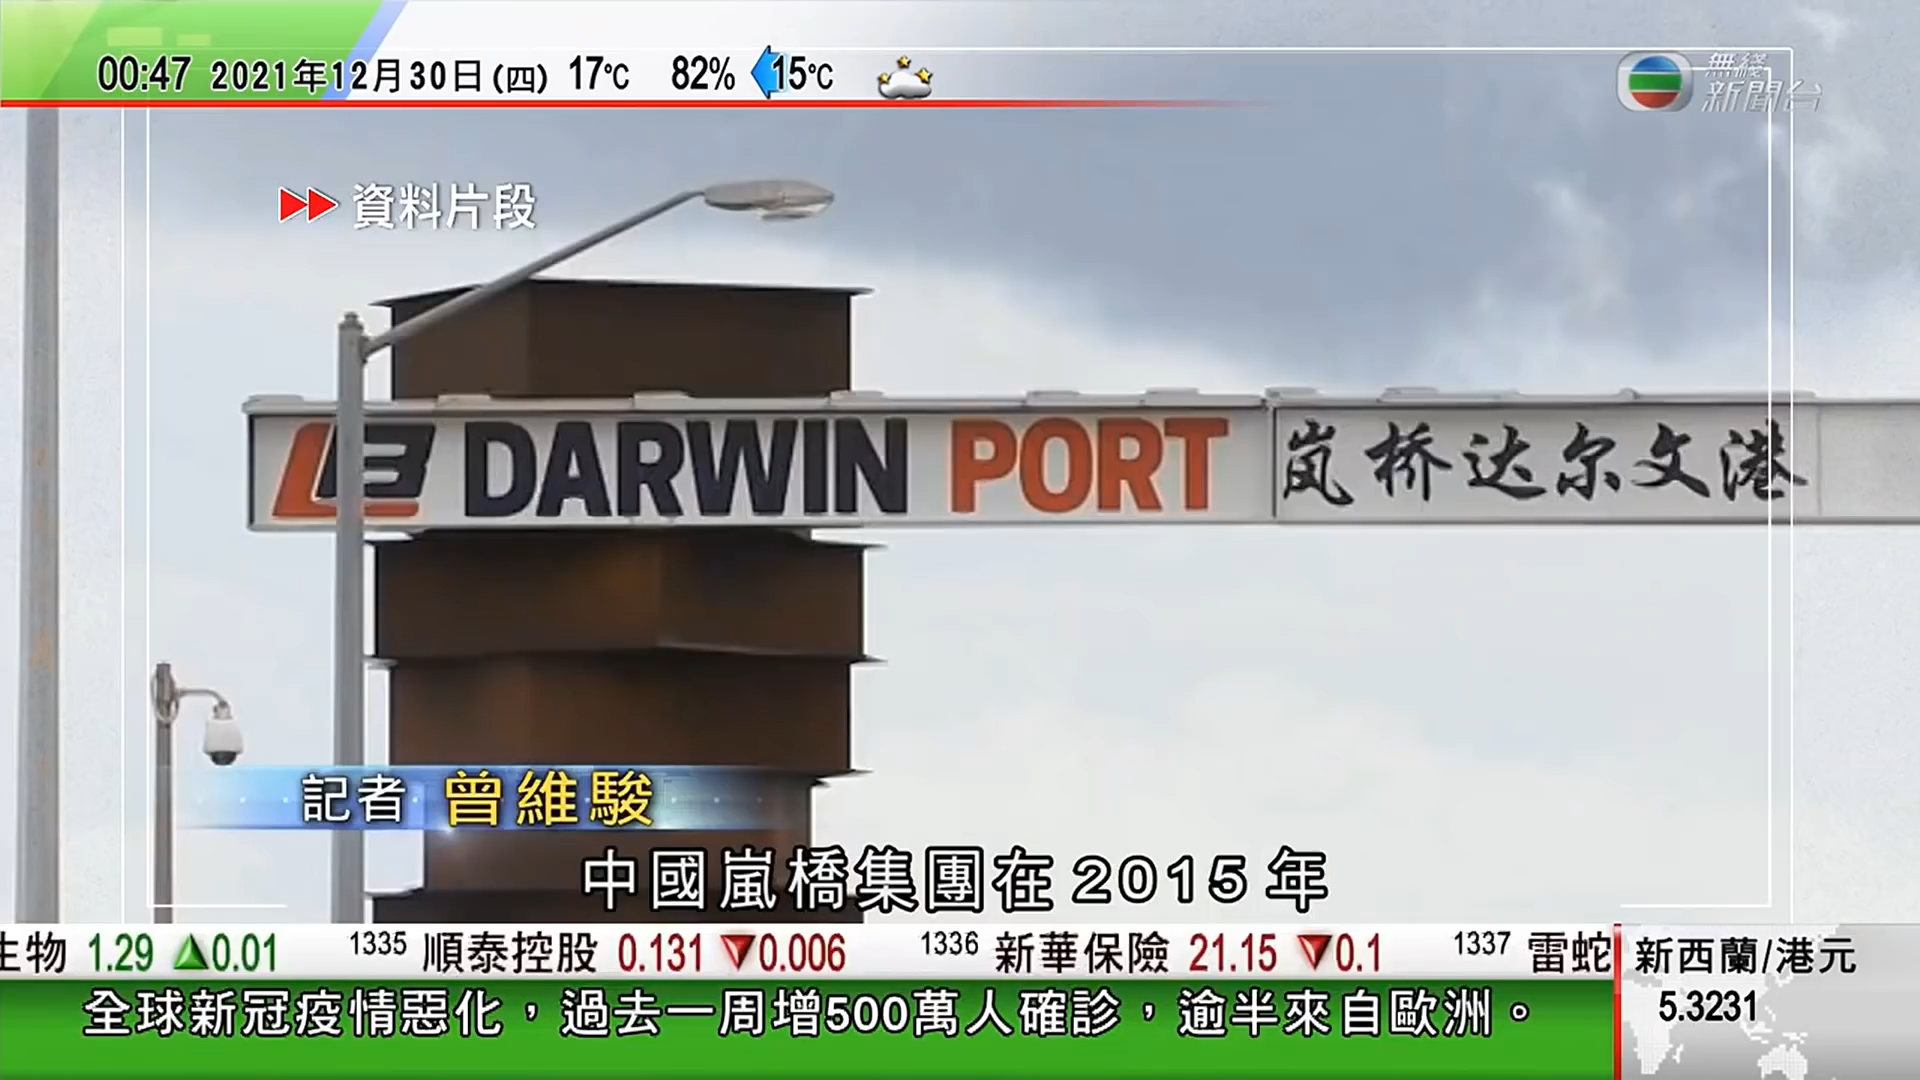 00:47 2021年12月30日(四) 17℃ 82% 15℃
無綫
新聞台
資料片段
DARWIN PORT 岚桥达尔文港
記者 曾維駿
中國嵐橋集團在2015年
生物 1.29 ▲0.01 1335 順泰控股 0.131 ▼0.006 1336 新華保險 21.15 ▼0.1 1337 雷蛇
新西蘭/港元
5.3231
全球新冠疫情惡化，過去一周增500萬人確診，逾半來自歐洲。